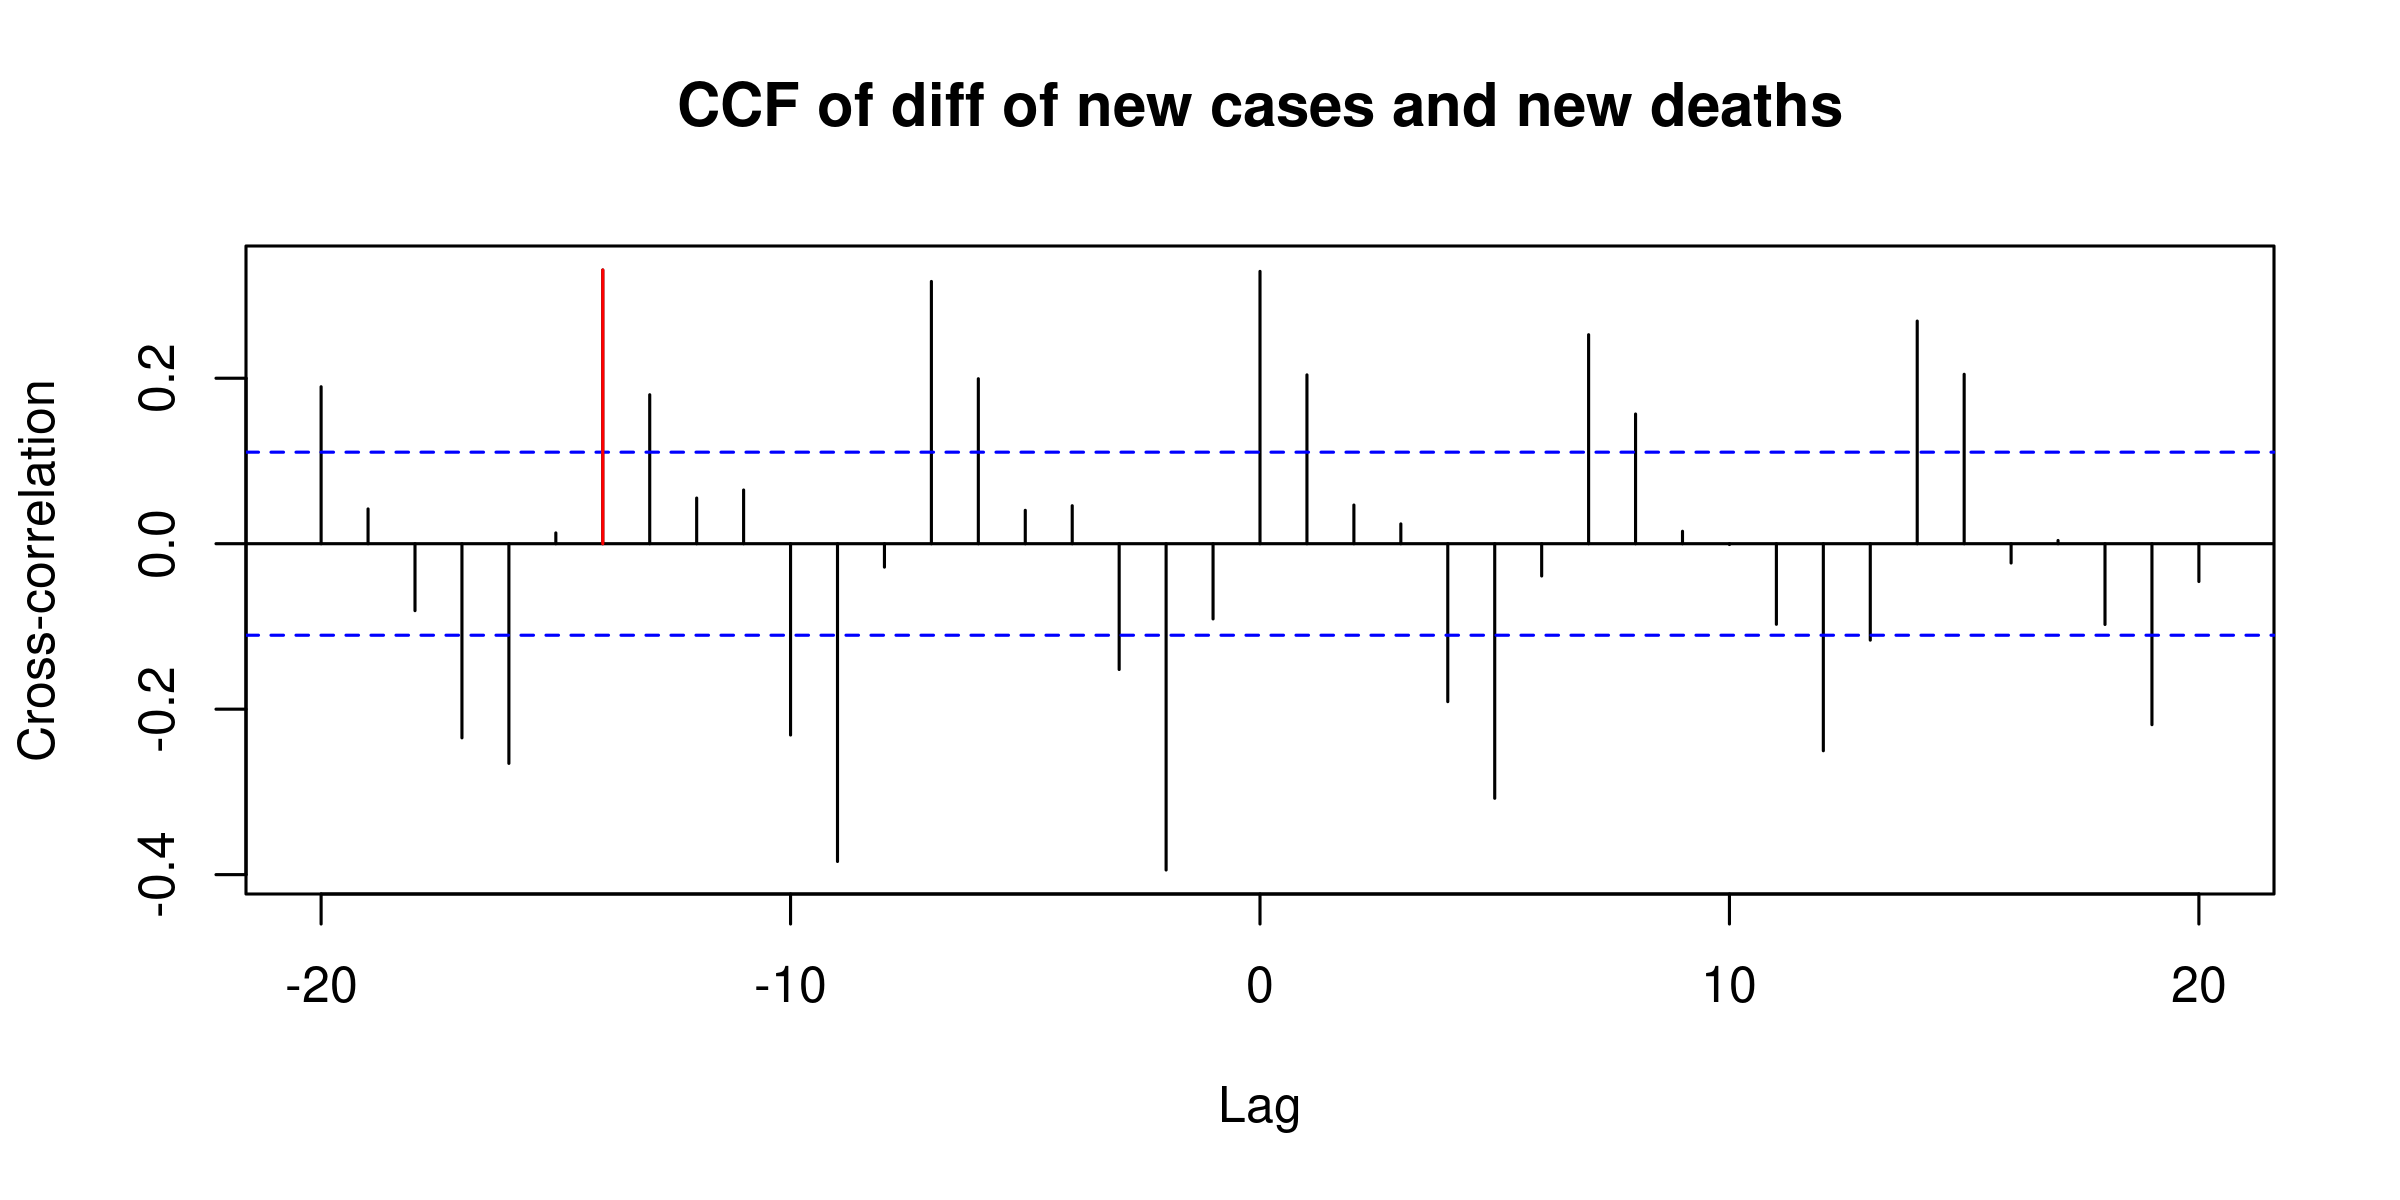 CCF of diff of new cases and new deaths
Cross-correlation
0.2
0.0
-0.2
-0.4
-20 -10 0 10 20
Lag